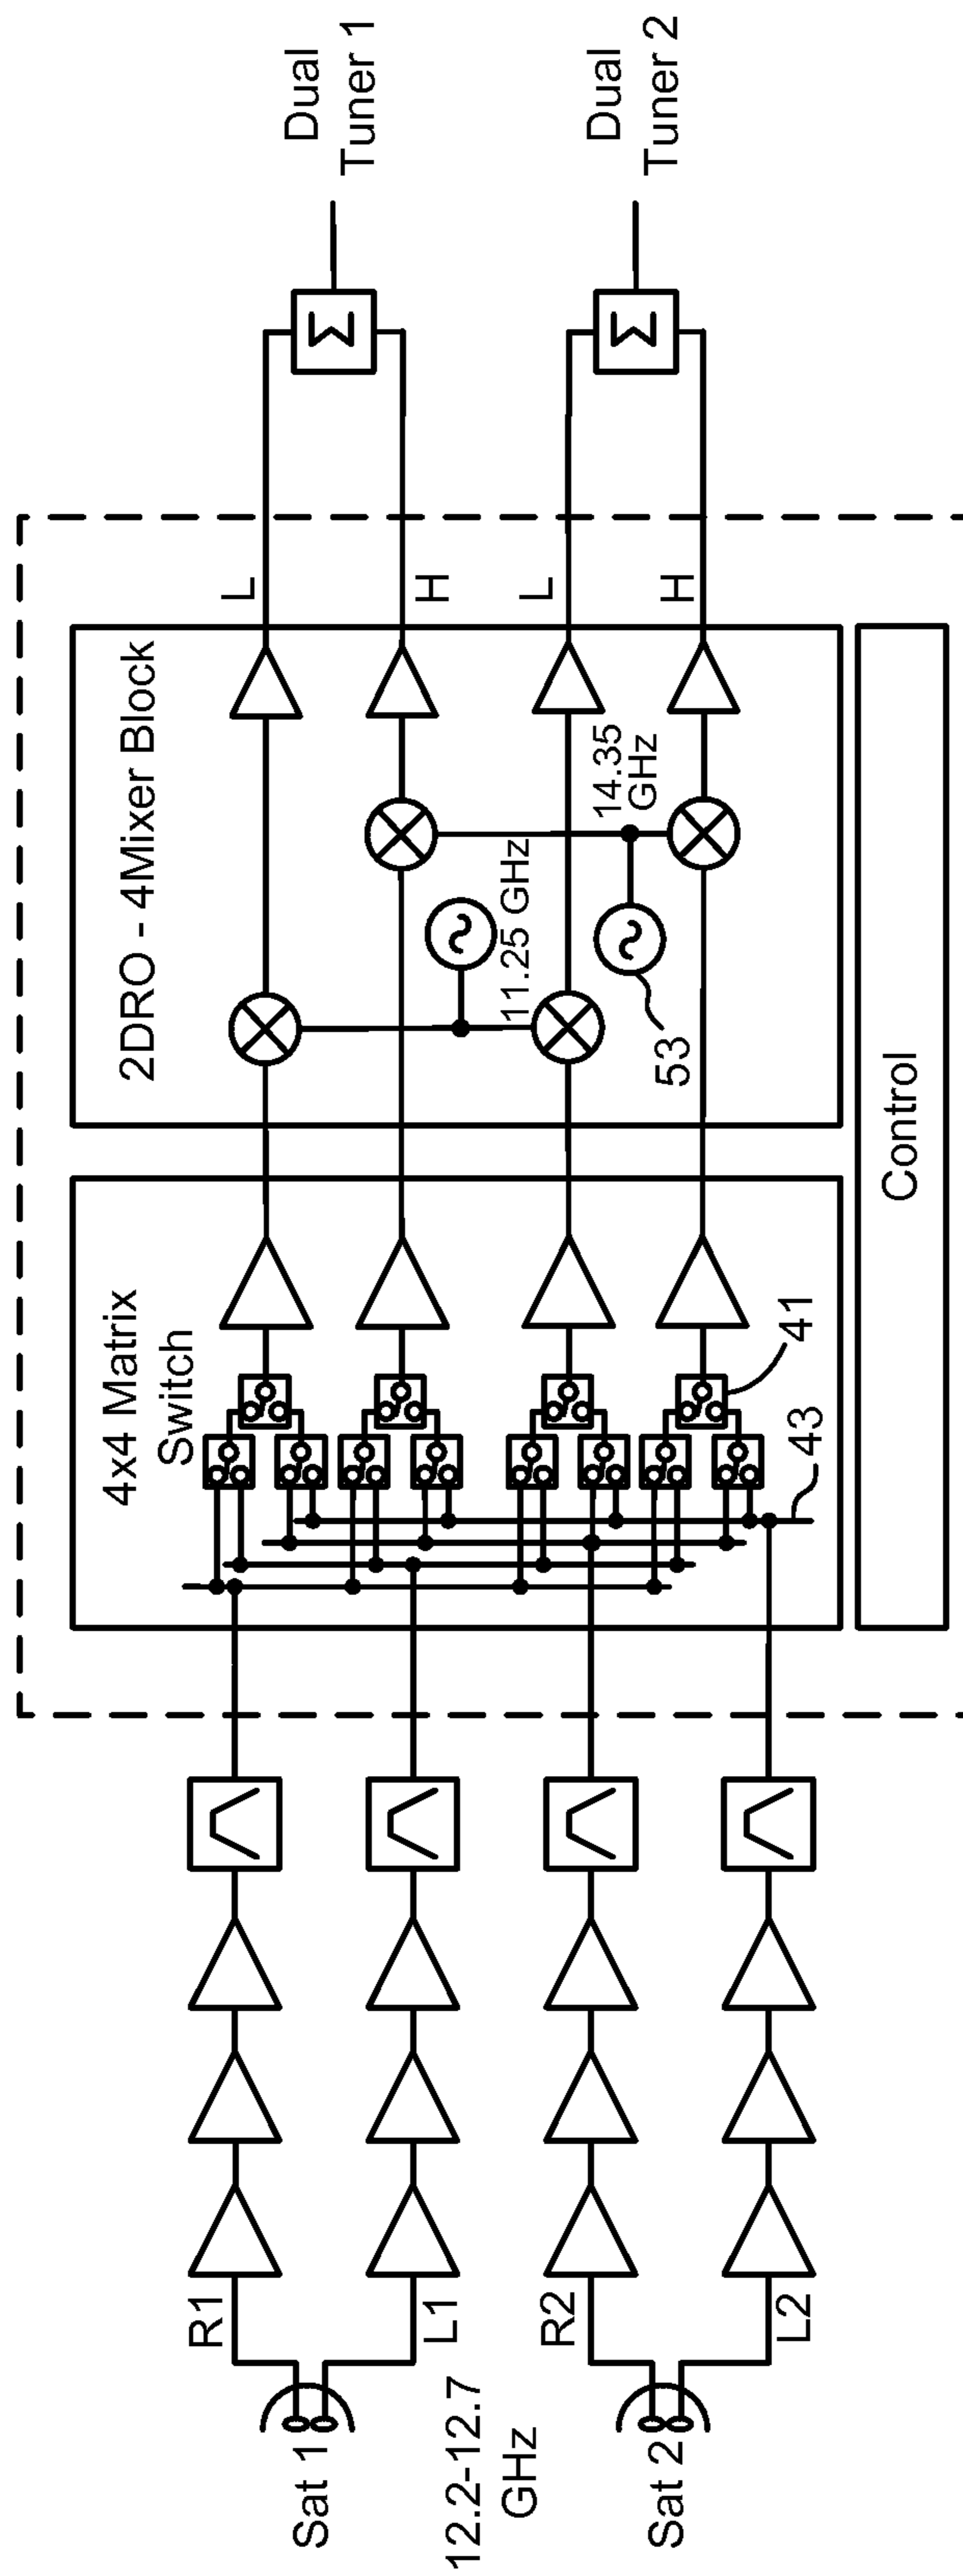 Sat 1
12.2-12.7
GHz
Sat 2
R1
L1
R2
L2
4x4 Matrix
Switch
41
43
2DRO - 4Mixer Block
11.25 GHz
14.35
GHz
53
Control
L
H
L
H
Σ
Σ
Dual
Tuner 1
Dual
Tuner 2